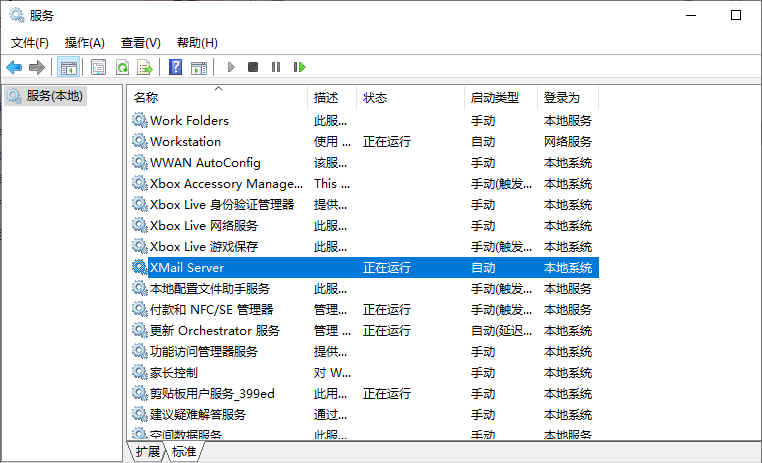 服务
文件(F) 操作(A) 查看(V) 帮助(H)
服务(本地)
名称 描述 状态 启动类型 登录为
Work Folders 此服... 手动 本地服务
Workstation 使用 ... 正在运行 自动 网络服务
WWAN AutoConfig 该服... 手动 本地系统
Xbox Accessory Manage... This ... 手动(触发... 本地系统
Xbox Live 身份验证管理器 提供... 手动 本地系统
Xbox Live 网络服务 此服... 手动 本地系统
Xbox Live 游戏保存 此服... 手动(触发... 本地系统
XMail Server 正在运行 自动 本地系统
本地配置文件助手服务 此服... 手动(触发... 本地服务
付款和 NFC/SE 管理器 管理... 正在运行 手动(触发... 本地服务
更新 Orchestrator 服务 管理 ... 正在运行 自动(延迟... 本地系统
功能访问管理器服务 提供... 手动 本地系统
家长控制 对 W... 手动 本地系统
剪贴板用户服务_399ed 此用... 正在运行 手动 本地系统
建议疑难解答服务 通过... 手动 本地系统
空间数据服务 此服... 手动 本地服务
扩展 标准